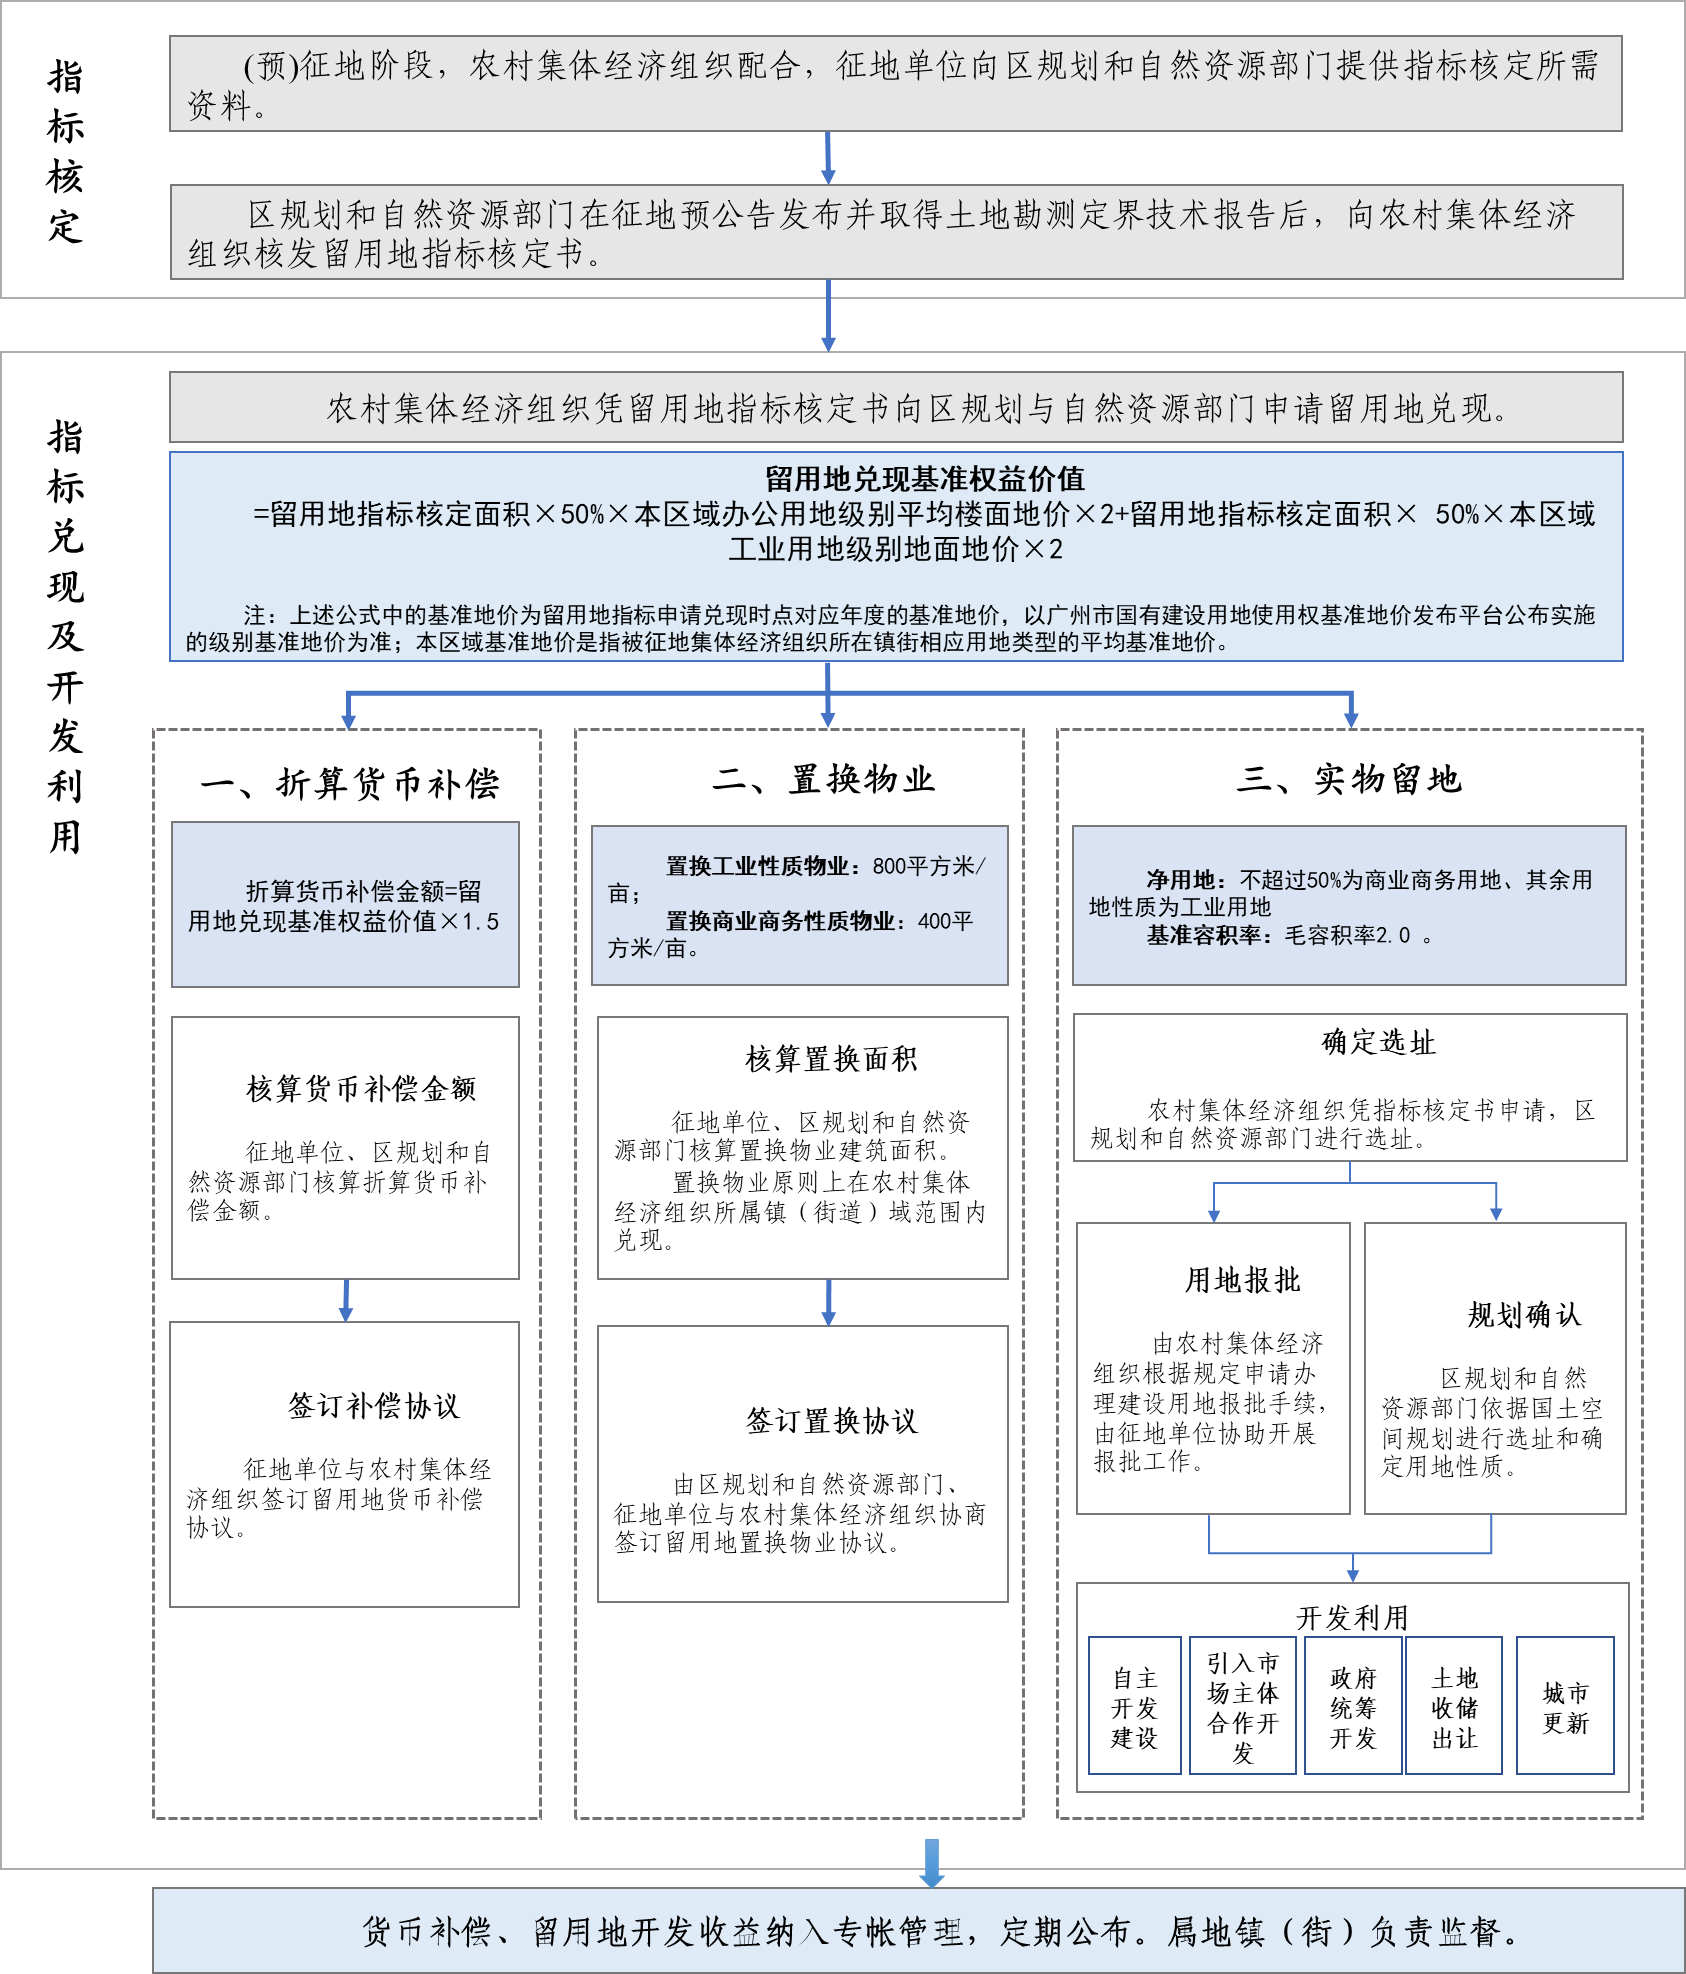 指标核定
(预)征地阶段，农村集体经济组织配合，征地单位向区规划和自然资源部门提供指标核定所需
资料。
区规划和自然资源部门在征地预公告发布并取得土地勘测定界技术报告后，向农村集体经济
组织核发留用地指标核定书。
指标兑现及开发利用
农村集体经济组织凭留用地指标核定书向区规划与自然资源部门申请留用地兑现。
留用地兑现基准权益价值
=留用地指标核定面积×50%×本区域办公用地级别平均楼面地价×2+留用地指标核定面积× 50%×本区域
工业用地级别地面地价×2
注：上述公式中的基准地价为留用地指标申请兑现时点对应年度的基准地价，以广州市国有建设用地使用权基准地价发布平台公布实施
的级别基准地价为准；本区域基准地价是指被征地集体经济组织所在镇街相应用地类型的平均基准地价。
一、折算货币补偿
折算货币补偿金额=留
用地兑现基准权益价值×1.5
核算货币补偿金额
征地单位、区规划和自
然资源部门核算折算货币补
偿金额。
签订补偿协议
征地单位与农村集体经
济组织签订留用地货币补偿
协议。
二、置换物业
置换工业性质物业：800平方米/
亩；
置换商业商务性质物业：400平
方米/亩。
核算置换面积
征地单位、区规划和自然资
源部门核算置换物业建筑面积。
置换物业原则上在农村集体
经济组织所属镇（街道）域范围内
兑现。
签订置换协议
由区规划和自然资源部门、
征地单位与农村集体经济组织协商
签订留用地置换物业协议。
三、实物留地
净用地：不超过50%为商业商务用地、其余用
地性质为工业用地
基准容积率：毛容积率2.0 。
确定选址
农村集体经济组织凭指标核定书申请，区
规划和自然资源部门进行选址。
用地报批
由农村集体经济
组织根据规定申请办
理建设用地报批手续，
由征地单位协助开展
报批工作。
规划确认
区规划和自然
资源部门依据国土空
间规划进行选址和确
定用地性质。
开发利用
自主
开发
建设
引入市
场主体
合作开
发
政府
统筹
开发
土地
收储
出让
城市
更新
货币补偿、留用地开发收益纳入专帐管理，定期公布。属地镇（街）负责监督。